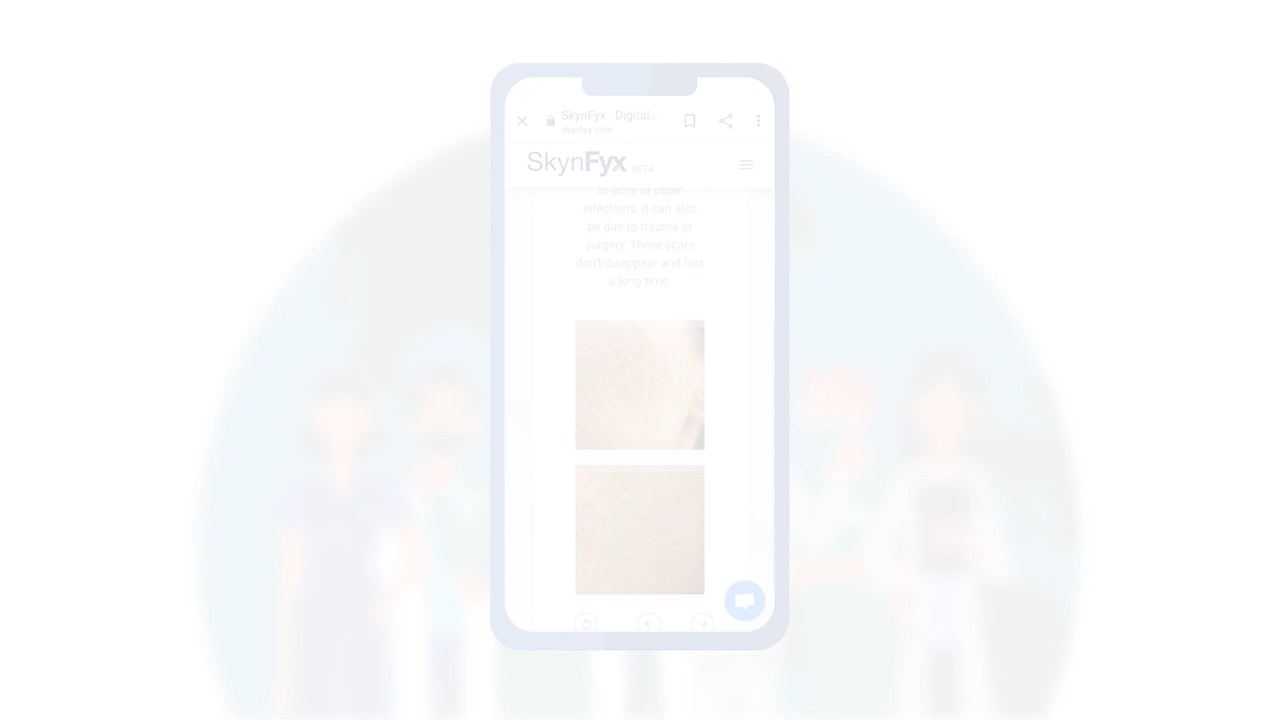 SkynFyx - Digital...
skynfyx.com
SkynFyx BETA
to acne or other
infections. It can also
be due to trauma or
surgery. These scars
don't disappear and last
a long time.